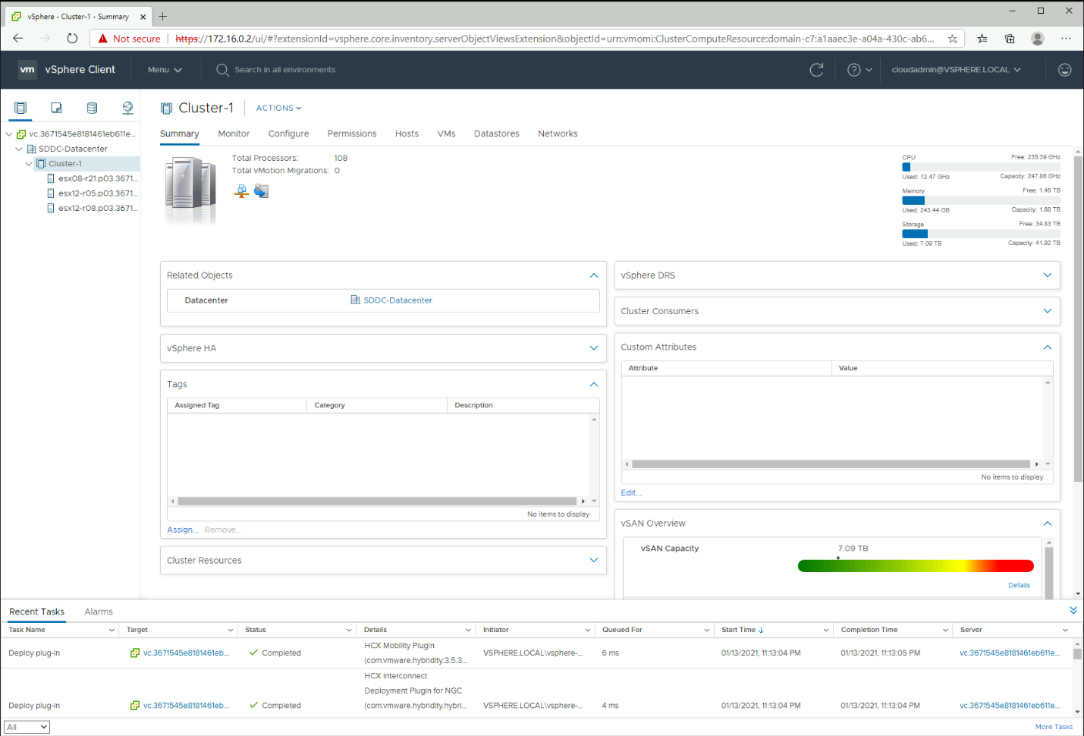 vSphere - Cluster-1 - Summary
Not secure https://172.16.0.2/ui/#?extensionId=vsphere.core.inventory.serverObjectViewsExtension&objectId=urn:vmomi:ClusterComputeResource:domain-c7:a1aaec3e-a04a-430c-ab6...
vm vSphere Client Menu Search in all environments cloudadmin@VSPHERE.LOCAL
Cluster-1 ACTIONS
Summary Monitor Configure Permissions Hosts VMs Datastores Networks
vc.3671545e8181461eb611e...
SDDC-Datacenter
Cluster-1
esx08-r21.p03.3671...
esx12-r05.p03.3671...
esx12-r08.p03.3671...
Total Processors: 108
Total vMotion Migrations: 0
CPU Free: 235.39 GHz
Used: 12.47 GHz Capacity: 247.86 GHz
Memory Free: 1.45 TB
Used: 243.44 GB Capacity: 1.68 TB
Storage Free: 34.83 TB
Used: 7.09 TB Capacity: 41.92 TB
Related Objects
Datacenter SDDC-Datacenter
vSphere HA
Tags
Assigned Tag Category Description
No items to display
Assign... Remove...
Cluster Resources
vSphere DRS
Cluster Consumers
Custom Attributes
Attribute Value
No items to display
Edit...
vSAN Overview
vSAN Capacity 7.09 TB
Details
Recent Tasks Alarms
Task Name Target Status Details Initiator Queued For Start Time Completion Time Server
HCX Mobility Plugin
Deploy plug-in vc.3671545e8181461eb... Completed VSPHERE.LOCAL\vsphere-... 6 ms 01/13/2021, 11:13:04 PM 01/13/2021, 11:13:05 PM vc.3671545e8181461eb611e...
(com.vmware.hybridity:3.5.3...
HCX Interconnect
Deployment Plugin for NGC
Deploy plug-in vc.3671545e8181461eb... Completed (com.vmware.hybridity.hybri... VSPHERE.LOCAL\vsphere-... 4 ms 01/13/2021, 11:13:04 PM 01/13/2021, 11:13:04 PM vc.3671545e8181461eb611e...
All More Tasks